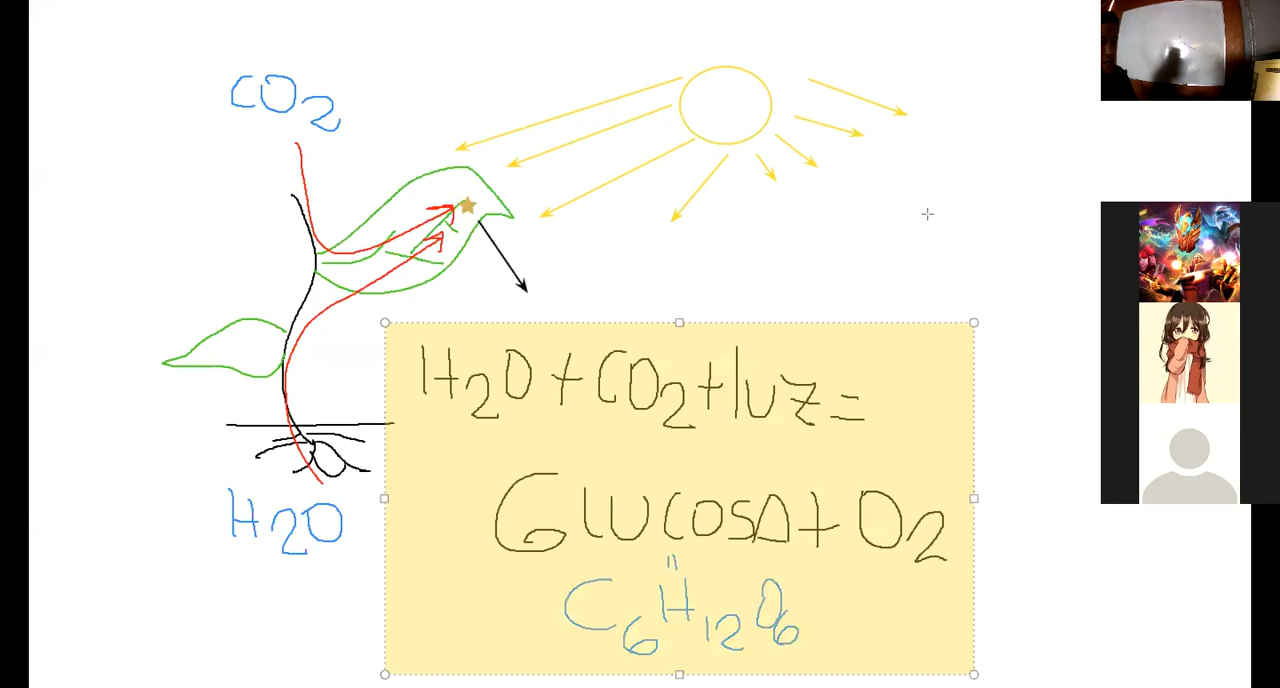 CO2
H2O
H2O + CO2 + luz =
GlucosA + O2
"
C6H12O6